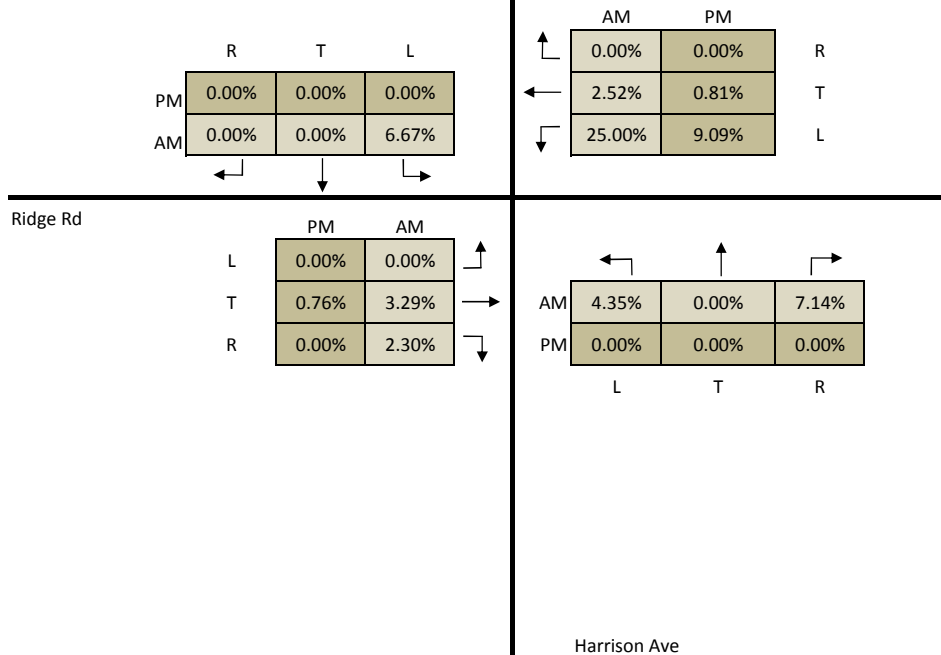 R T L
PM 0.00% 0.00% 0.00%
AM 0.00% 0.00% 6.67%
AM PM
0.00% 0.00% R
2.52% 0.81% T
25.00% 9.09% L
Ridge Rd
PM AM
L 0.00% 0.00%
T 0.76% 3.29%
R 0.00% 2.30%
AM 4.35% 0.00% 7.14%
PM 0.00% 0.00% 0.00%
L T R
Harrison Ave